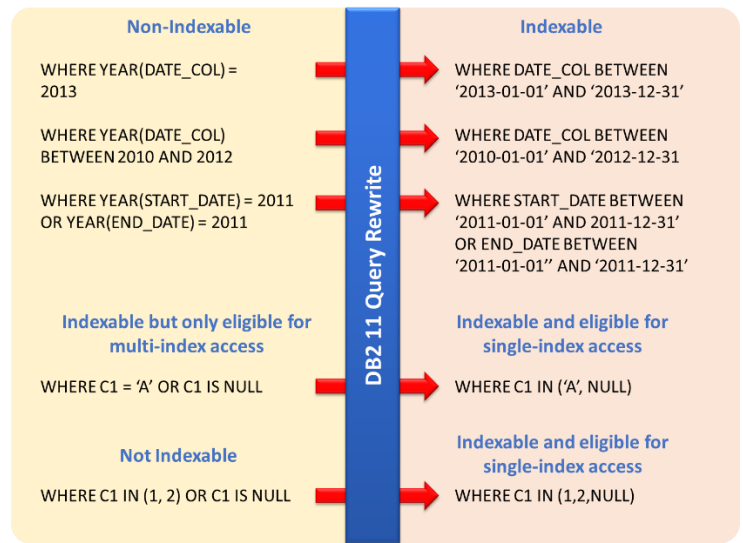 Non-Indexable
WHERE YEAR(DATE_COL) =
2013
WHERE YEAR(DATE_COL)
BETWEEN 2010 AND 2012
WHERE YEAR(START_DATE) = 2011
OR YEAR(END_DATE) = 2011
Indexable but only eligible for
multi-index access
WHERE C1 = ‘A’ OR C1 IS NULL
Not Indexable
WHERE C1 IN (1, 2) OR C1 IS NULL
DB2 11 Query Rewrite
Indexable
WHERE DATE_COL BETWEEN
‘2013-01-01’ AND ‘2013-12-31’
WHERE DATE_COL BETWEEN
‘2010-01-01’ AND ‘2012-12-31
WHERE START_DATE BETWEEN
‘2011-01-01’ AND 2011-12-31’
OR END_DATE BETWEEN
‘2011-01-01’’ AND ‘2011-12-31’
Indexable and eligible for
single-index access
WHERE C1 IN (‘A’, NULL)
Indexable and eligible for
single-index access
WHERE C1 IN (1,2,NULL)